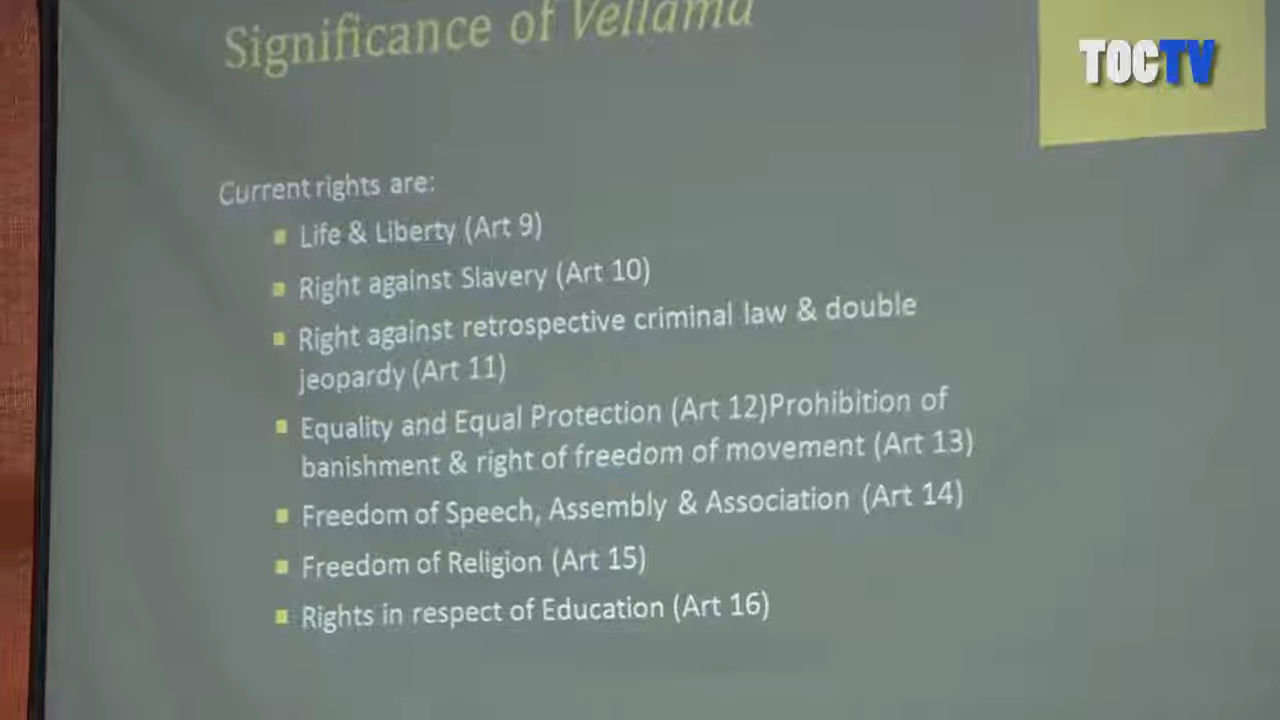 Significance of Vellama
TOCTV
Current rights are:
Life & Liberty (Art 9)
Right against Slavery (Art 10)
Right against retrospective criminal law & double
jeopardy (Art 11)
Equality and Equal Protection (Art 12)Prohibition of
banishment & right of freedom of movement (Art 13)
Freedom of Speech, Assembly & Association (Art 14)
Freedom of Religion (Art 15)
Rights in respect of Education (Art 16)